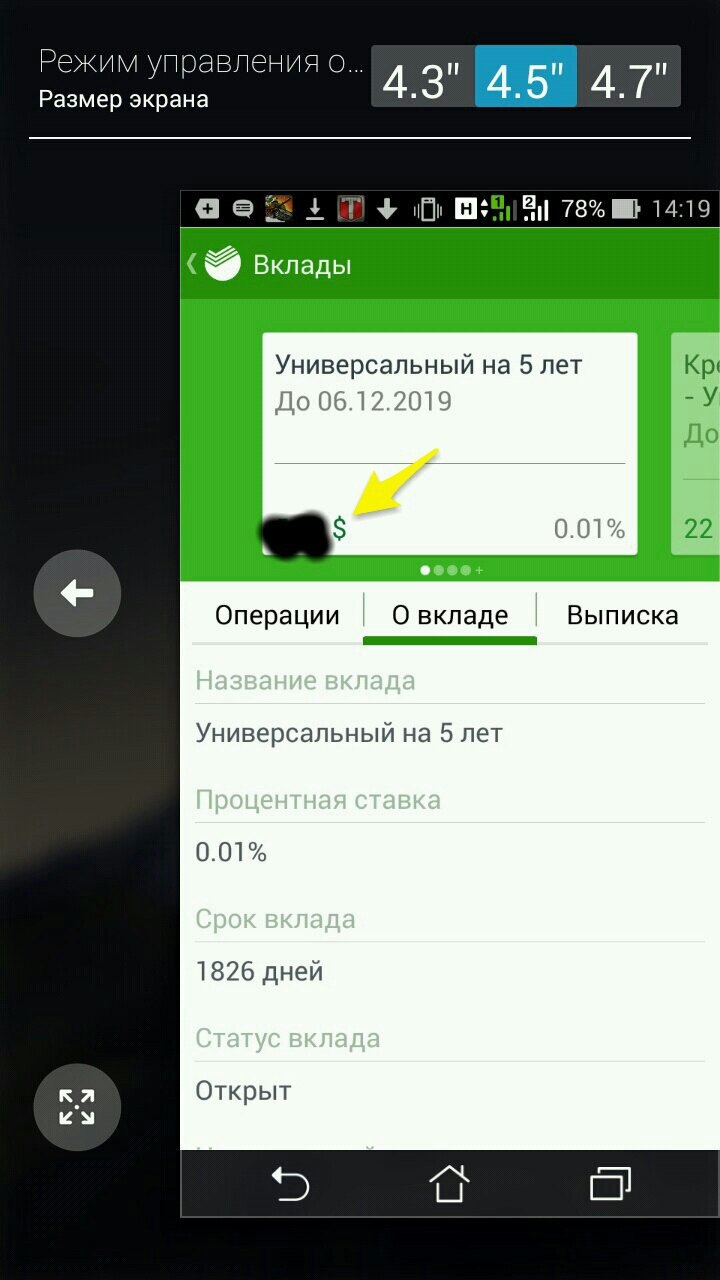 Режим управления о...
4.3" 4.5" 4.7"
Размер экрана
78% 14:19
Вклады
Универсальный на 5 лет
До 06.12.2019
$ 0.01%
Кре
- У
До
22
Операции О вкладе Выписка
Название вклада
Универсальный на 5 лет
Процентная ставка
0.01%
Срок вклада
1826 дней
Статус вклада
Открыт